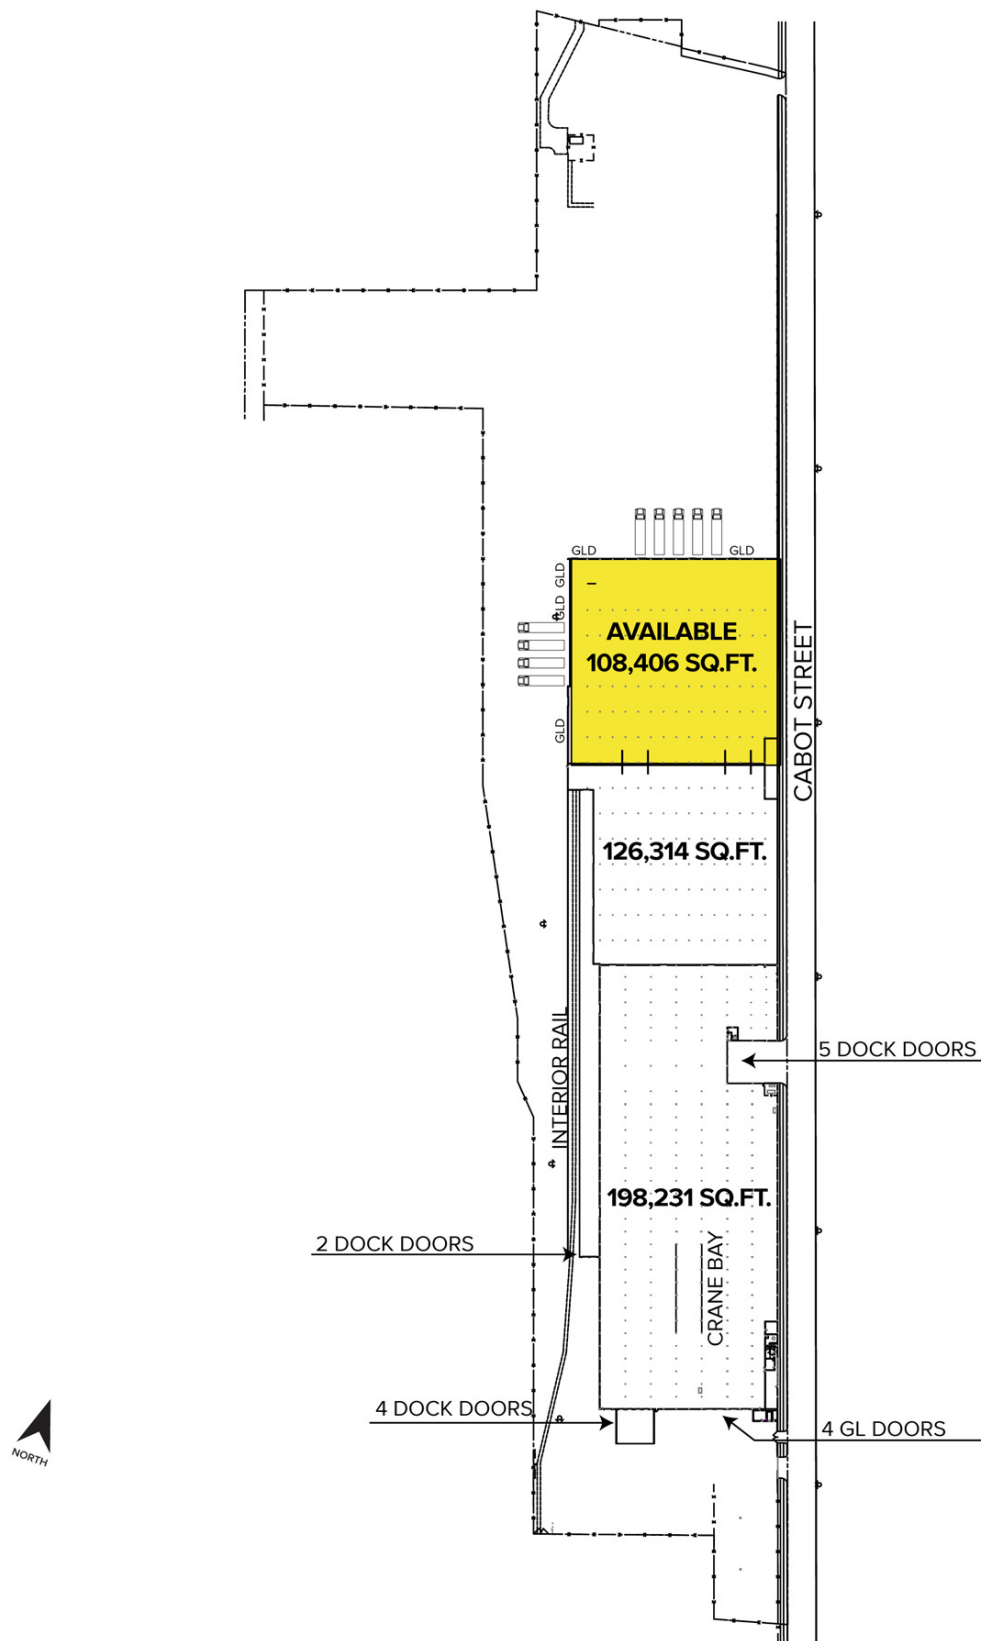 GLD
GLD
GLD
GLD
AVAILABLE
108,406 SQ.FT.
GLD
CABOT STREET
126,314 SQ.FT.
INTERIOR RAIL
5 DOCK DOORS
198,231 SQ.FT.
2 DOCK DOORS
CRANE BAY
4 DOCK DOORS
4 GL DOORS
NORTH